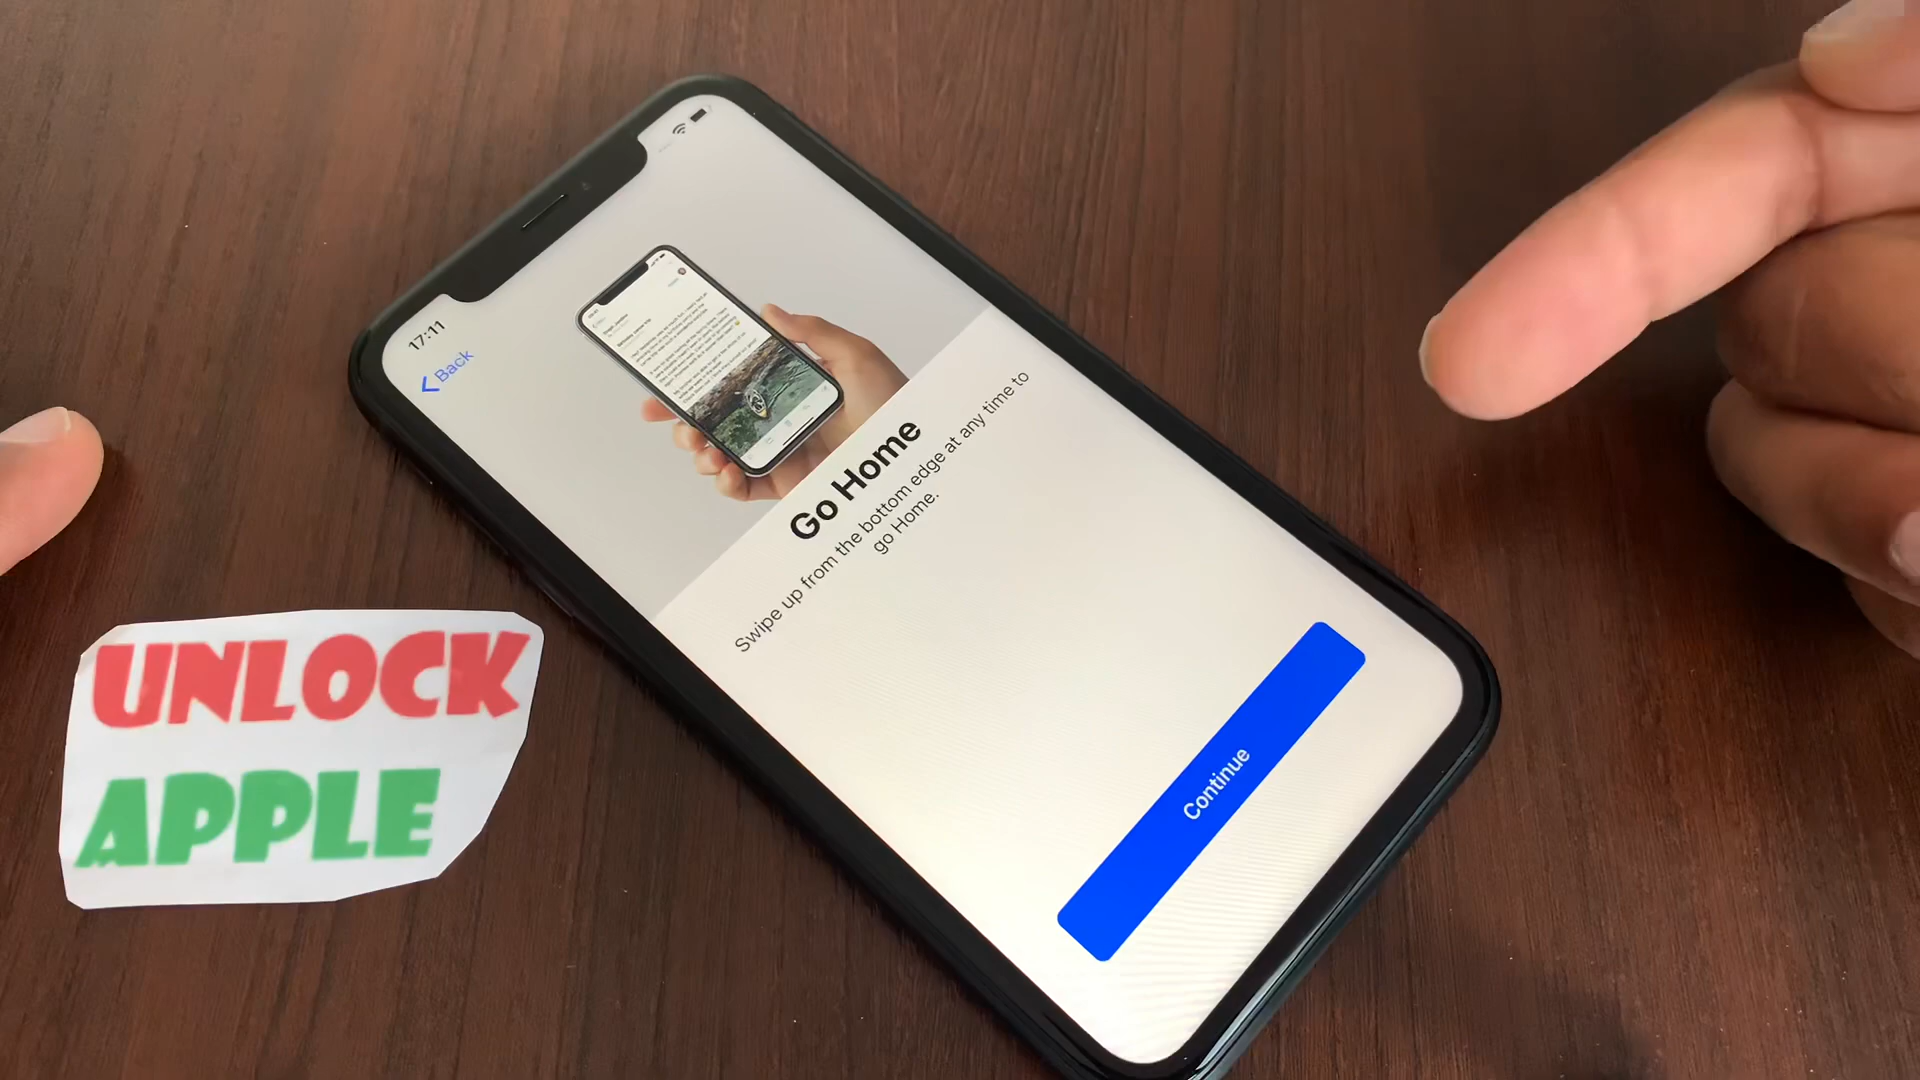 17:11
Back
Go Home
Swipe up from the bottom edge at any time to
go Home.
Continue
UNLOCK
APPLE